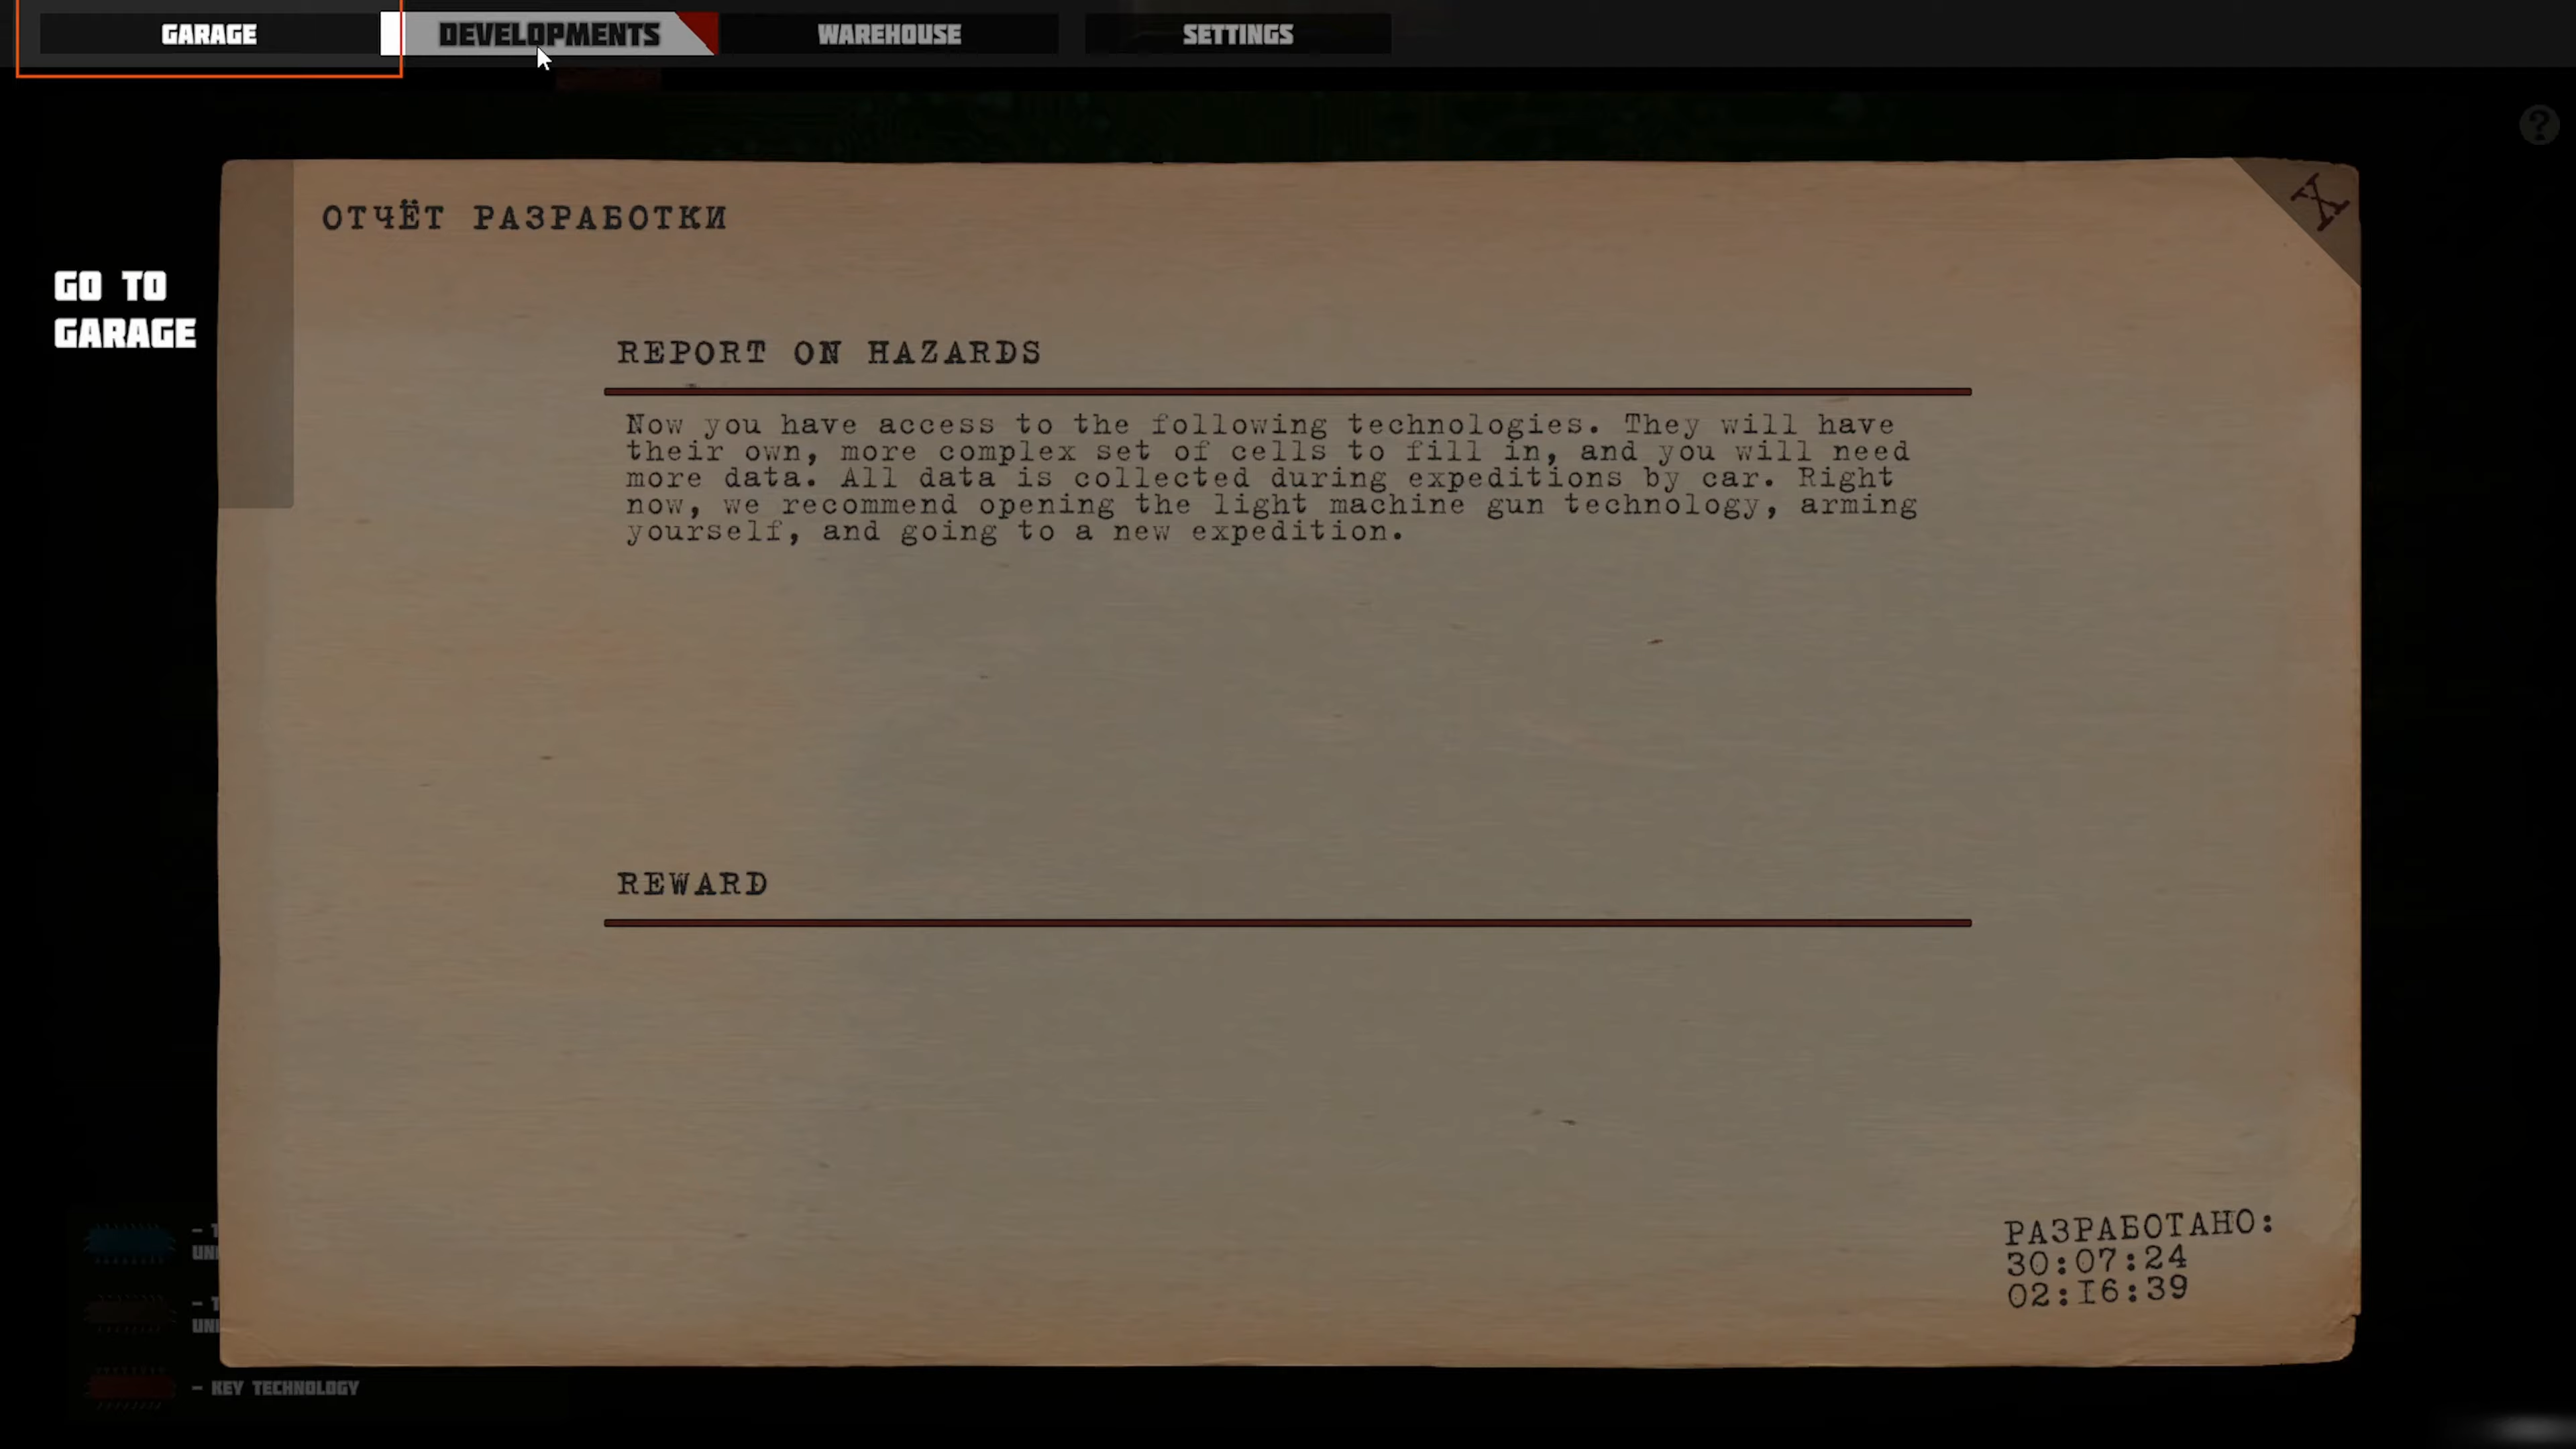 GARAGE
DEVELOPMENTS
WAREHOUSE
SETTINGS
?
ОТЧЁТ РАЗРАБОТКИ
X
GO TO
GARAGE
REPORT ON HAZARDS
Now you have access to the following technologies. They will have
their own, more complex set of cells to fill in, and you will need
more data. All data is collected during expeditions by car. Right
now, we recommend opening the light machine gun technology, arming
yourself, and going to a new expedition.
REWARD
РАЗРАБОТАНО:
30:07:24
02:16:39
- KEY TECHNOLOGY